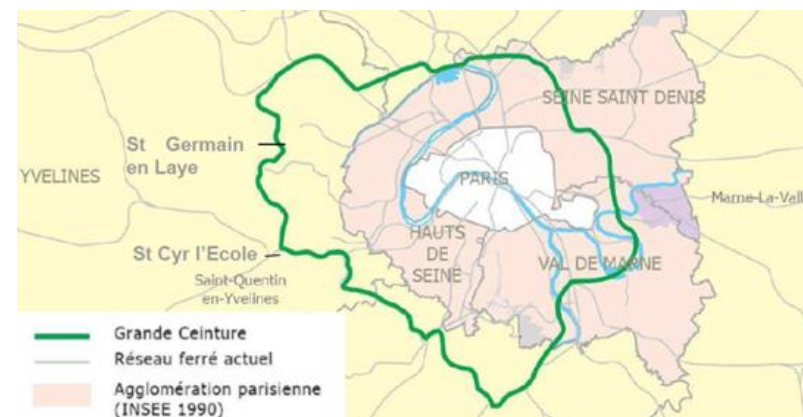 SEINE SAINT DENIS
St Germain
en Laye
YVELINES
PARIS
Marne-La-Vall
HAUTS
DE
SEINE
St Cyr l'Ecole
VAL DE MARNE
Saint-Quentin
en-Yvelines
Grande Ceinture
Réseau ferré actuel
Agglomération parisienne
(INSEE 1990)